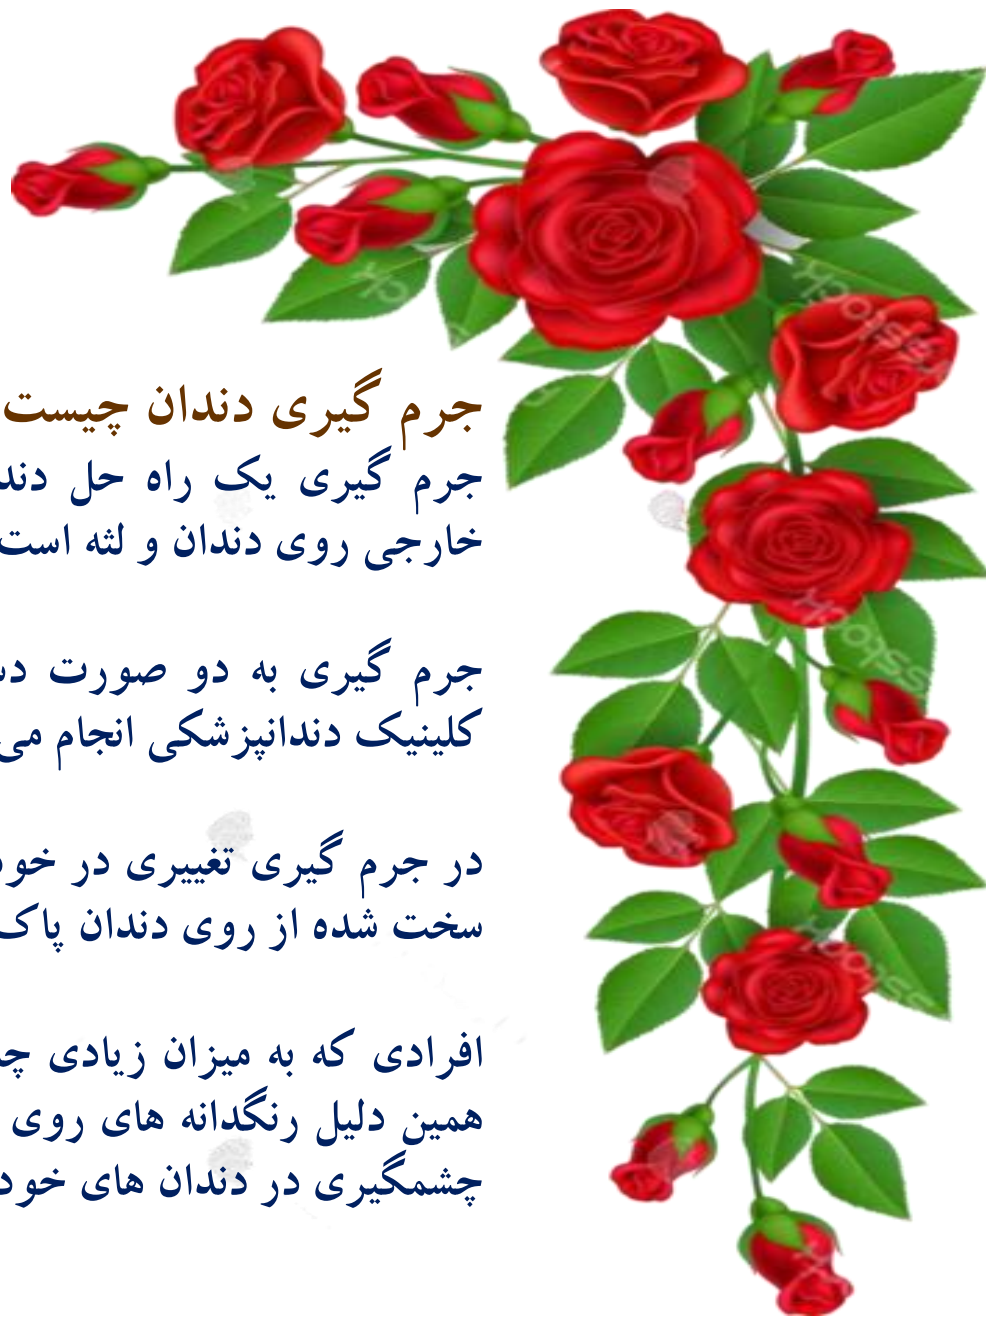 جرم گیری دندان چیست
جرم گیری یک راه حل
خارجی روی دندان و لثه است
جرم گیری به دو صورت
کلینیک دندانپزشکی انجام می
در جرم گیری تغییری در
سخت شده از روی دندان پاک
افرادی که به میزان زیادی
همین دلیل رنگدانه های روی
چشمگیری در دندان های خود